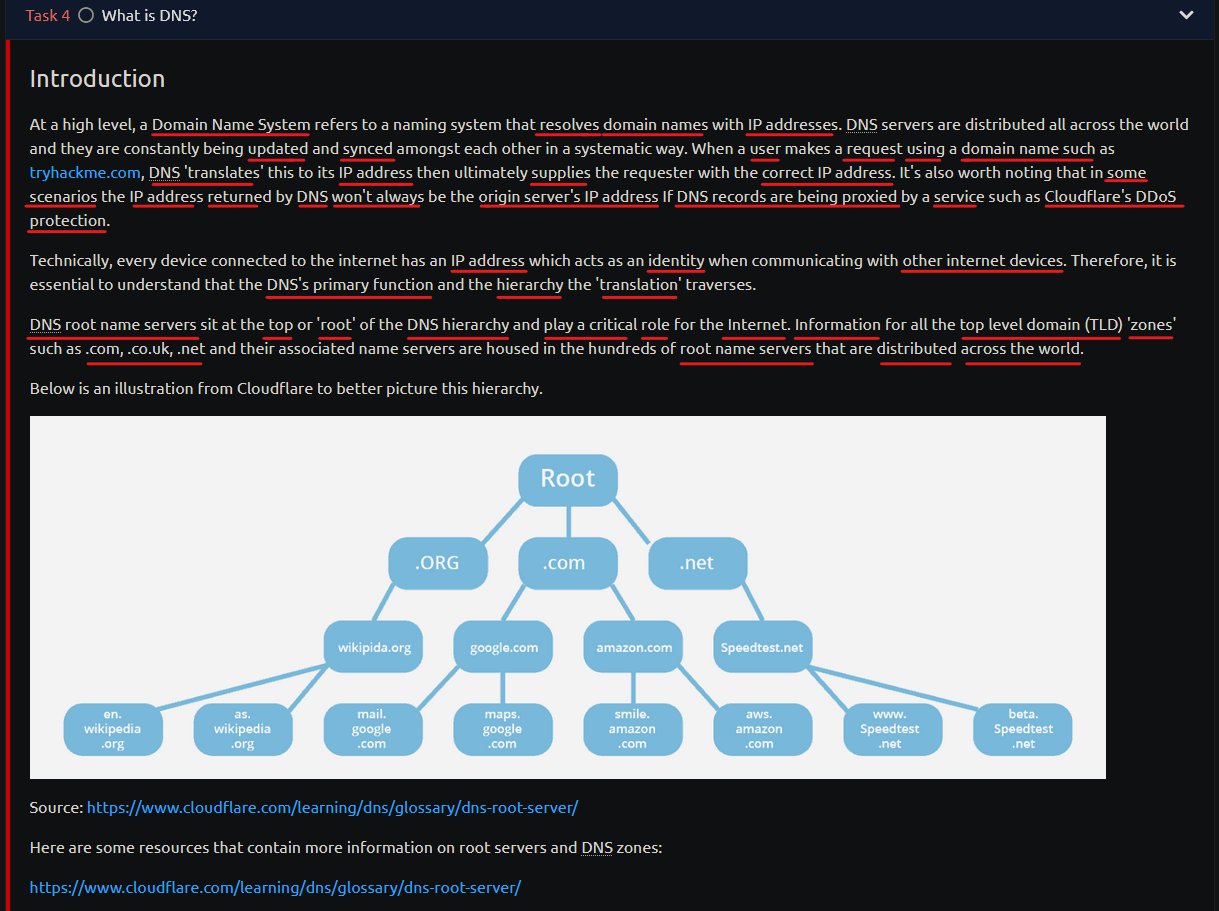 Task 4 What is DNS?
Introduction
At a high level, a Domain Name System refers to a naming system that resolves domain names with IP addresses. DNS servers are distributed all across the world
and they are constantly being updated and synced amongst each other in a systematic way. When a user makes a request using a domain name such as
tryhackme.com, DNS 'translates' this to its IP address then ultimately supplies the requester with the correct IP address. It's also worth noting that in some
scenarios the IP address returned by DNS won't always be the origin server's IP address If DNS records are being proxied by a service such as Cloudflare's DDoS
protection.
Technically, every device connected to the internet has an IP address which acts as an identity when communicating with other internet devices. Therefore, it is
essential to understand that the DNS's primary function and the hierarchy the 'translation' traverses.
DNS root name servers sit at the top or 'root' of the DNS hierarchy and play a critical role for the Internet. Information for all the top level domain (TLD) 'zones'
such as .com, .co.uk, .net and their associated name servers are housed in the hundreds of root name servers that are distributed across the world.
Below is an illustration from Cloudflare to better picture this hierarchy.
Root
.ORG .com .net
wikipida.org google.com amazon.com Speedtest.net
en. as. mail. maps. smile. aws. www. beta.
wikipedia wikipedia google google amazon amazon Speedtest Speedtest
.org .org .com .com .com .com .net .net
Source: https://www.cloudflare.com/learning/dns/glossary/dns-root-server/
Here are some resources that contain more information on root servers and DNS zones:
https://www.cloudflare.com/learning/dns/glossary/dns-root-server/